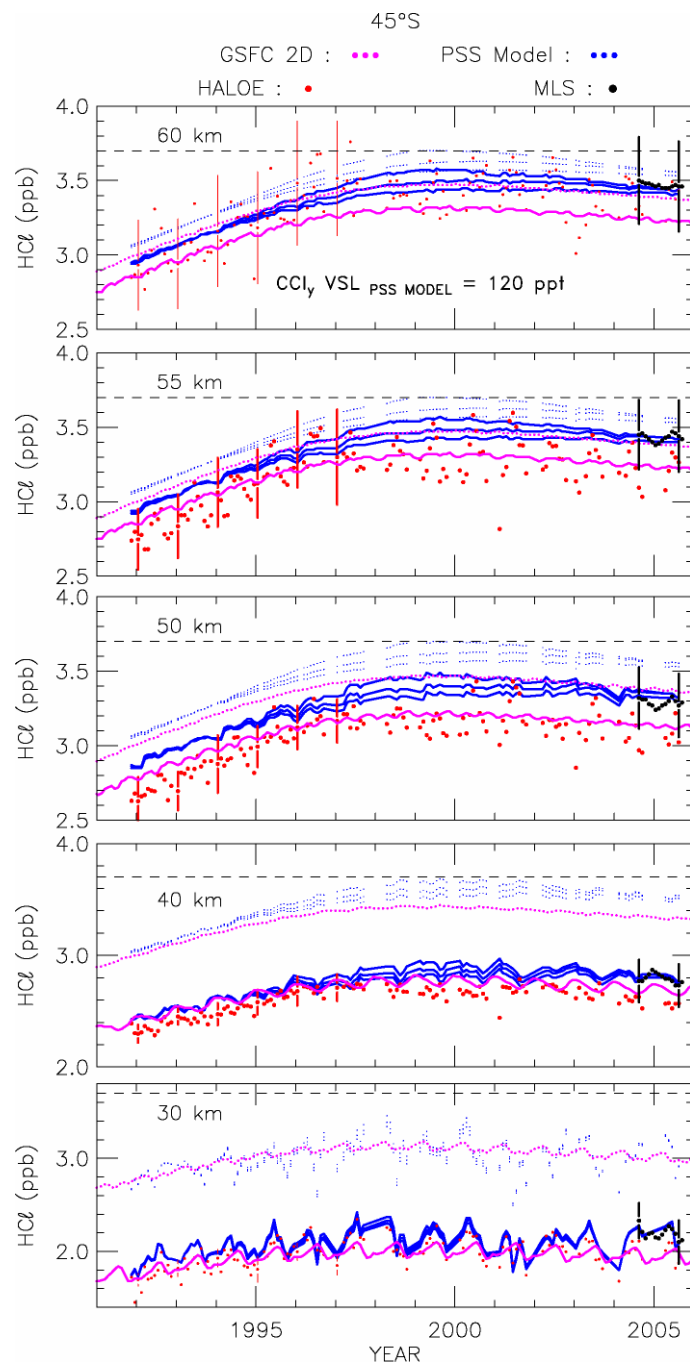 45°S
GSFC 2D : PSS Model :
HALOE : MLS :
4.0
60 km
3.5
HCℓ (ppb)
3.0
CCl_y VSL PSS MODEL = 120 ppt
2.5
4.0
55 km
3.5
HCℓ (ppb)
3.0
2.5
4.0
50 km
3.5
HCℓ (ppb)
3.0
2.5
4.0
40 km
HCℓ (ppb)
3.0
2.0
30 km
3.0
HCℓ (ppb)
2.0
1995 2000 2005
YEAR